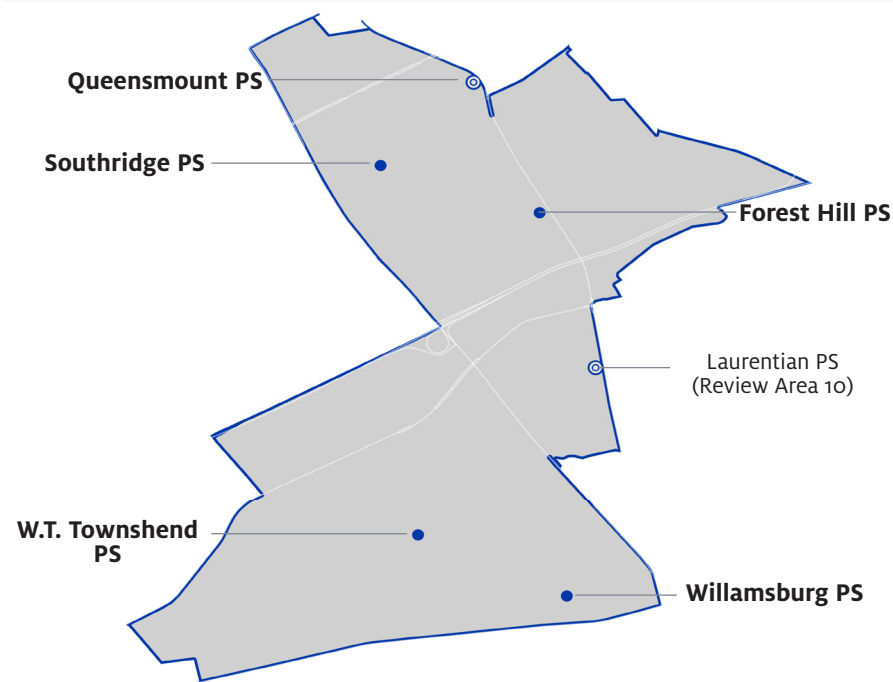 Queensmount PS
Southridge PS
Forest Hill PS
Laurentian PS
(Review Area 10)
W.T. Townshend
PS
Willamsburg PS